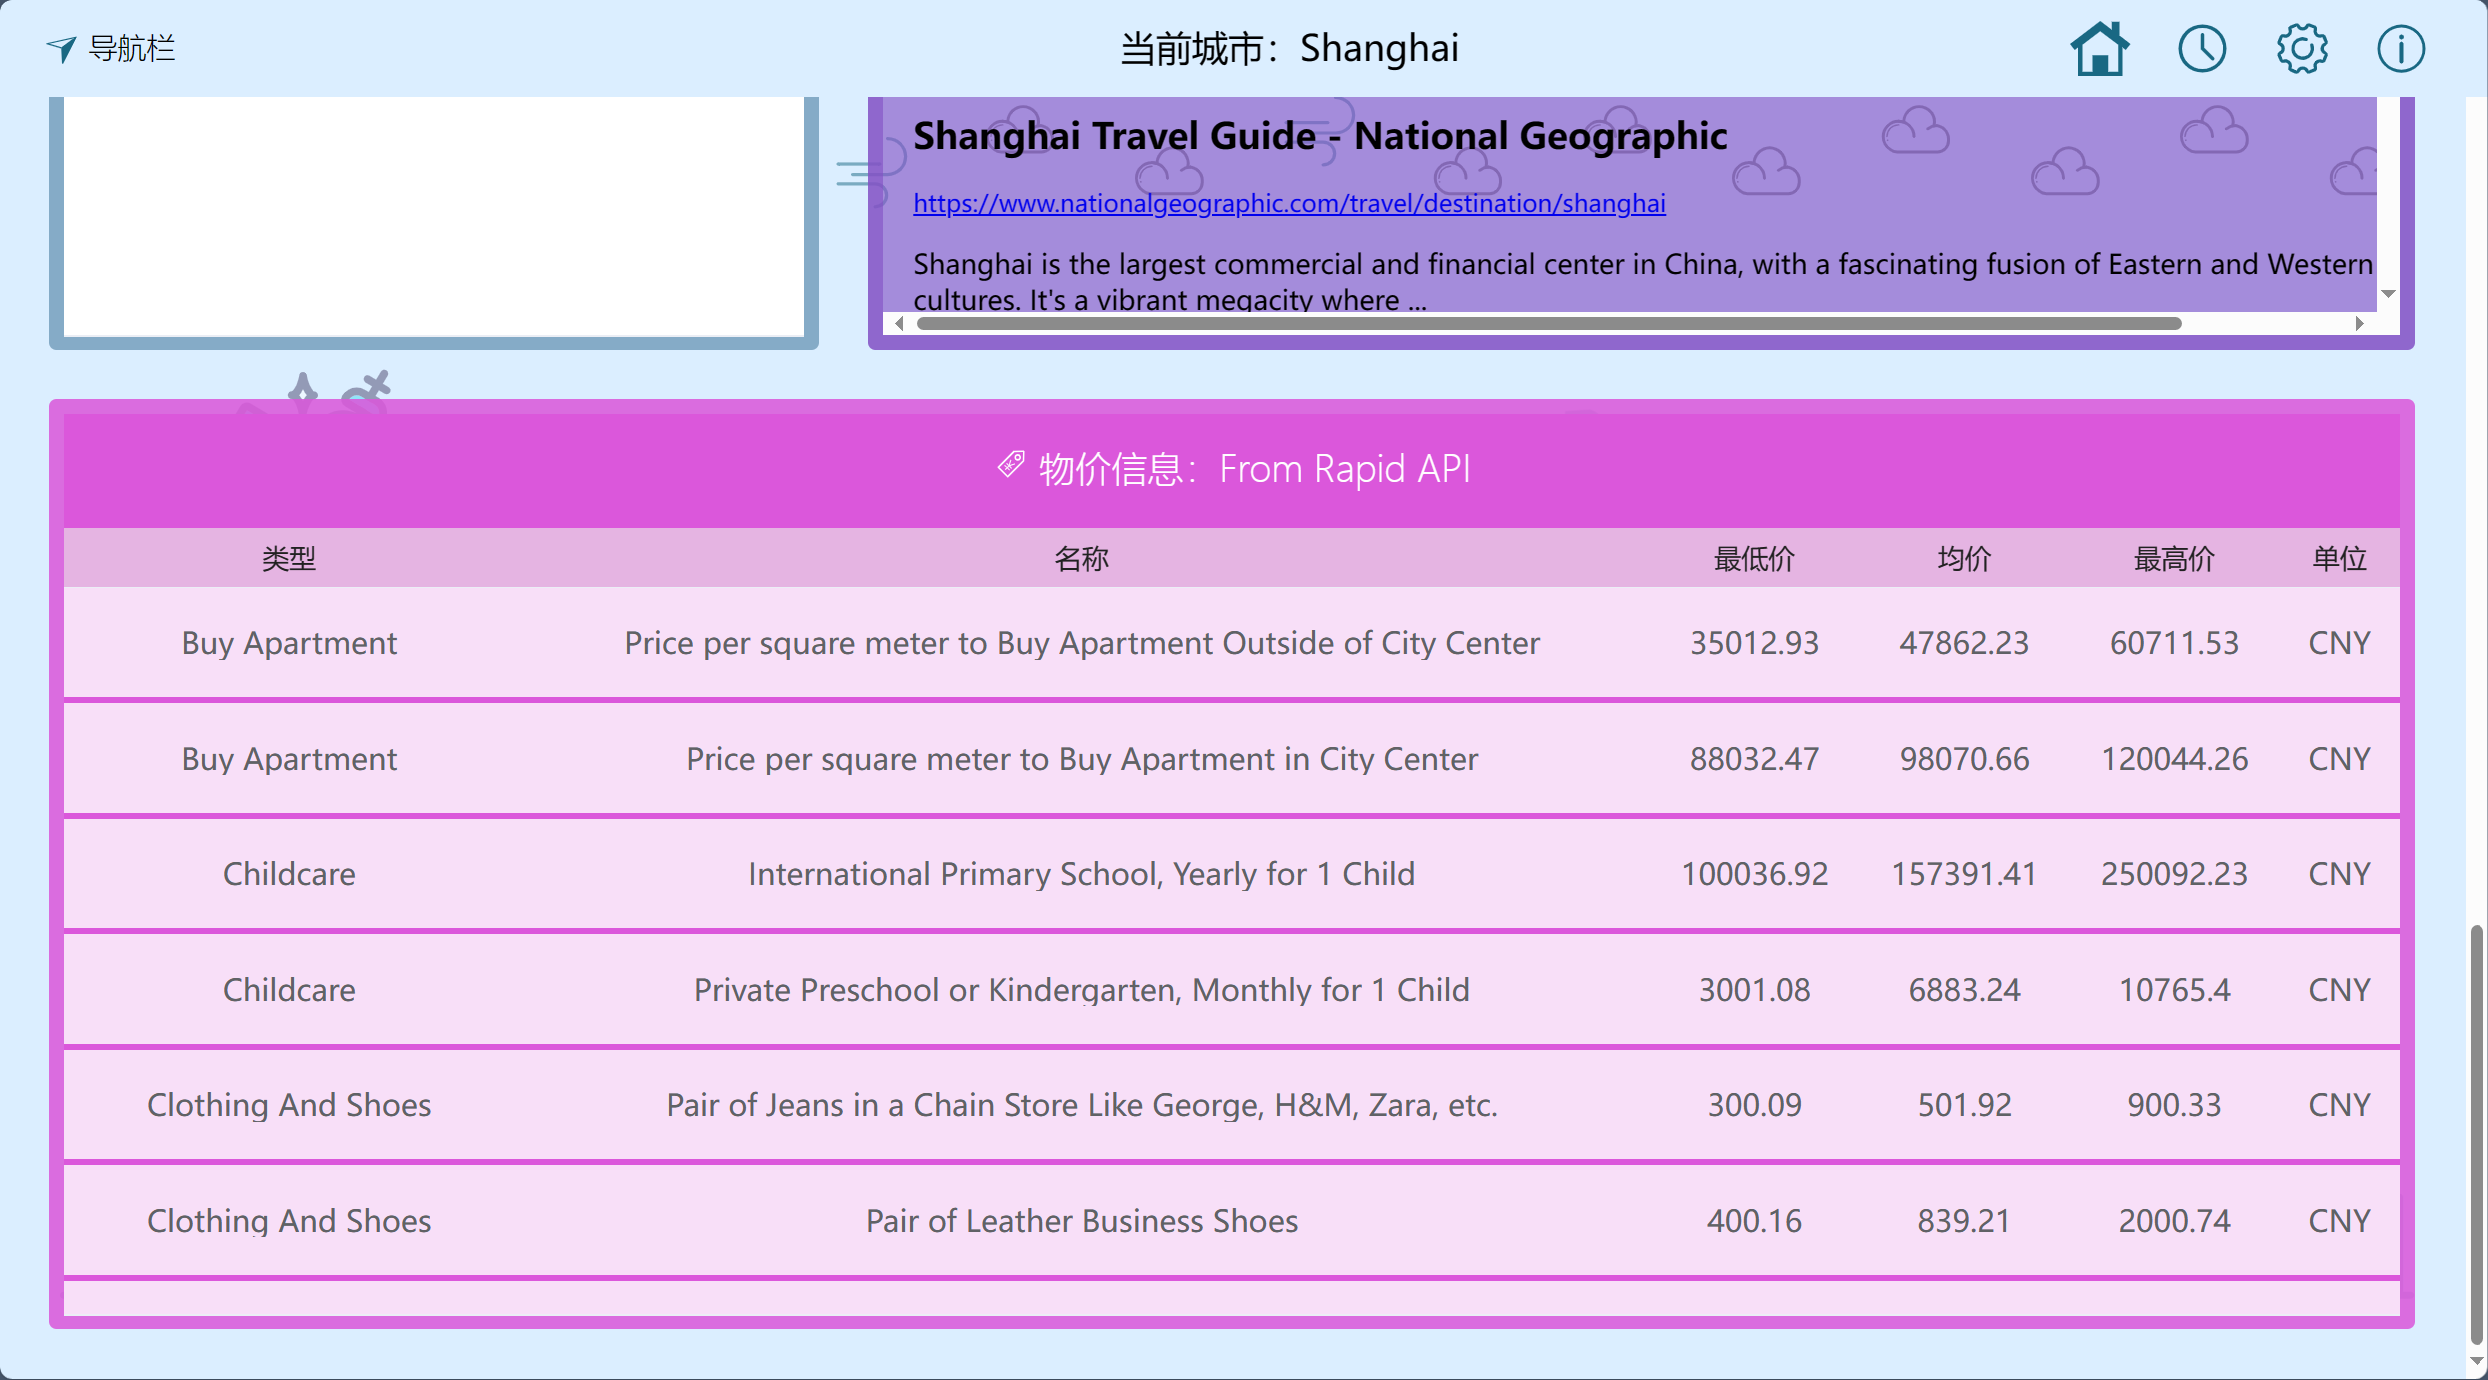 导航栏
当前城市：Shanghai
Shanghai Travel Guide - National Geographic
https://www.nationalgeographic.com/travel/destination/shanghai
Shanghai is the largest commercial and financial center in China, with a fascinating fusion of Eastern and Western
cultures. It's a vibrant megacity where ...
物价信息：From Rapid API
类型 名称 最低价 均价 最高价 单位
Buy Apartment Price per square meter to Buy Apartment Outside of City Center 35012.93 47862.23 60711.53 CNY
Buy Apartment Price per square meter to Buy Apartment in City Center 88032.47 98070.66 120044.26 CNY
Childcare International Primary School, Yearly for 1 Child 100036.92 157391.41 250092.23 CNY
Childcare Private Preschool or Kindergarten, Monthly for 1 Child 3001.08 6883.24 10765.4 CNY
Clothing And Shoes Pair of Jeans in a Chain Store Like George, H&M, Zara, etc. 300.09 501.92 900.33 CNY
Clothing And Shoes Pair of Leather Business Shoes 400.16 839.21 2000.74 CNY